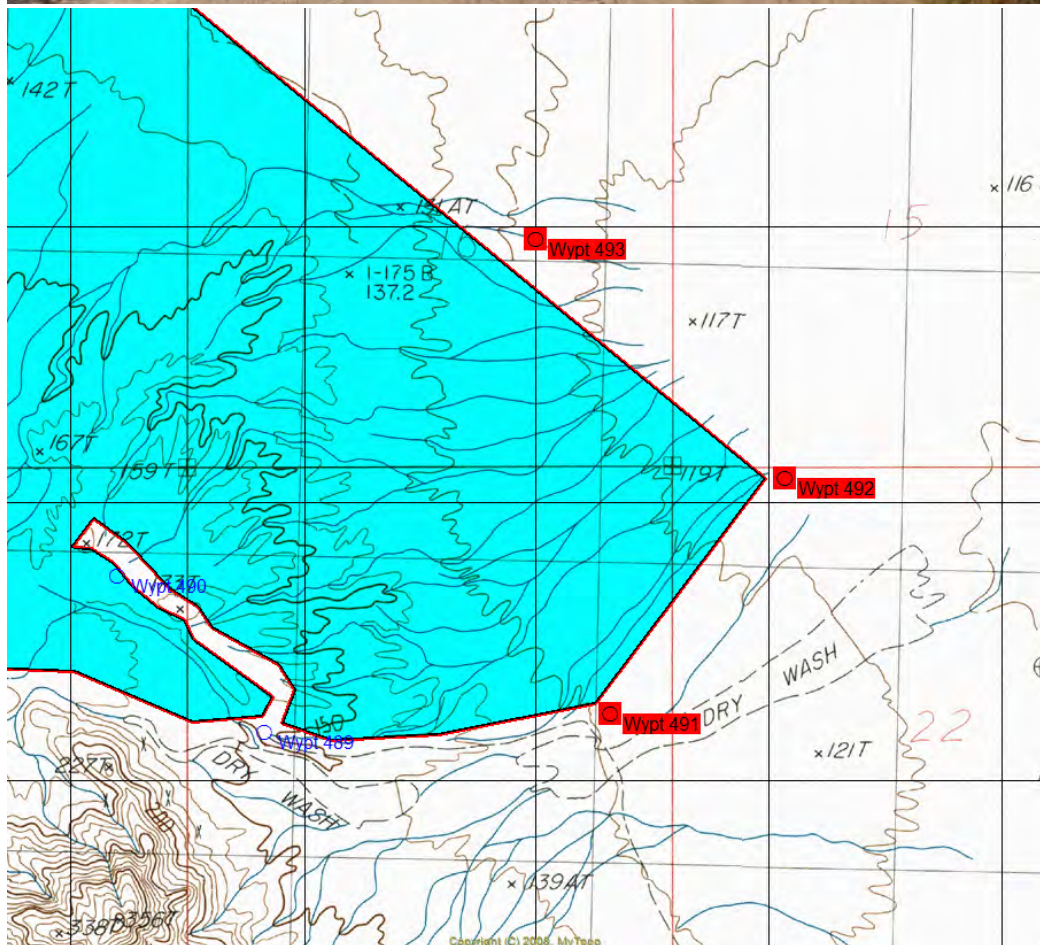 142T
116
141AT
15
Wypt 493
1-175 B
137.2
117T
167T
159T
119T
Wypt 492
172T
Wypt 490
WASH
DRY
Wypt 491
150
Wypt 489
22
121T
227T
DRY
WASH
139AT
338T
356T
Copyright (C) 2008, MyTopo